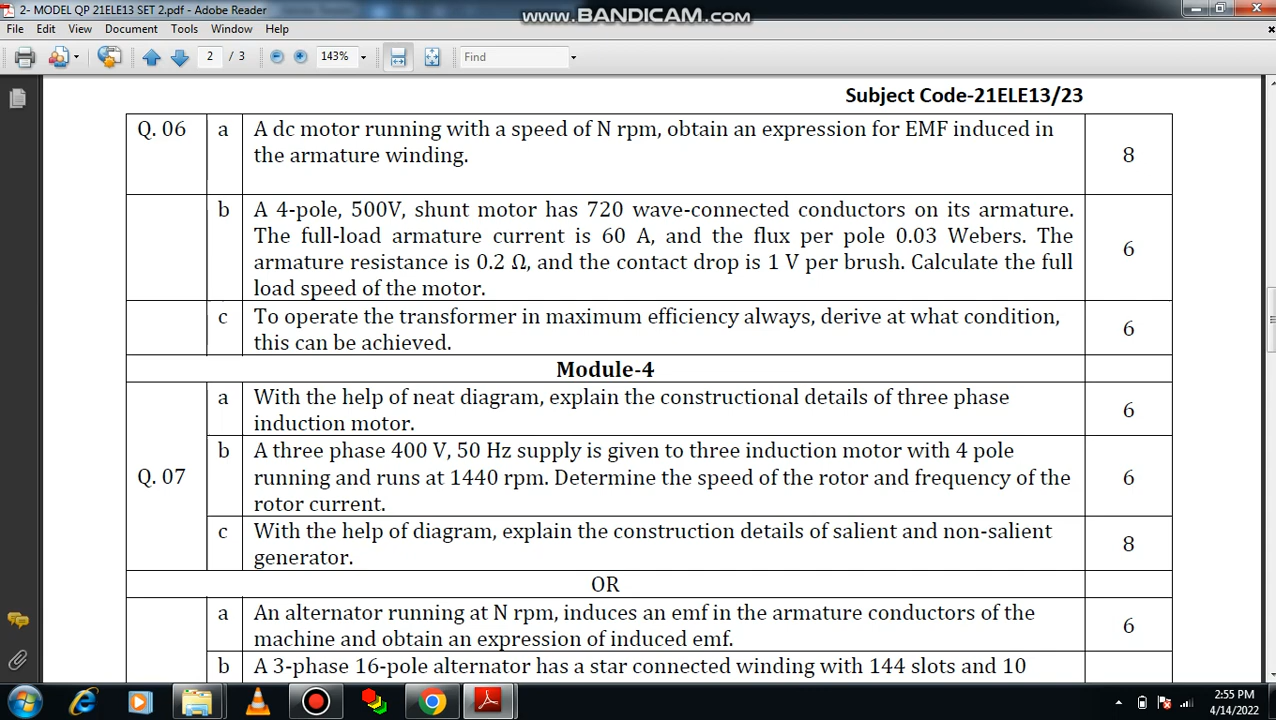 2- MODEL QP 21ELE13 SET 2.pdf - Adobe Reader
www.BANDICAM.com
File Edit View Document Tools Window Help
2 / 3 143% Find
Subject Code-21ELE13/23
Q. 06 a A dc motor running with a speed of N rpm, obtain an expression for EMF induced in
the armature winding.
8
b A 4-pole, 500V, shunt motor has 720 wave-connected conductors on its armature.
The full-load armature current is 60 A, and the flux per pole 0.03 Webers. The
armature resistance is 0.2 Ω, and the contact drop is 1 V per brush. Calculate the full
load speed of the motor.
6
c To operate the transformer in maximum efficiency always, derive at what condition,
this can be achieved.
6
Module-4
Q. 07
a With the help of neat diagram, explain the constructional details of three phase
induction motor.
6
b A three phase 400 V, 50 Hz supply is given to three induction motor with 4 pole
running and runs at 1440 rpm. Determine the speed of the rotor and frequency of the
rotor current.
6
c With the help of diagram, explain the construction details of salient and non-salient
generator.
8
OR
a An alternator running at N rpm, induces an emf in the armature conductors of the
machine and obtain an expression of induced emf.
6
b A 3-phase 16-pole alternator has a star connected winding with 144 slots and 10
2:55 PM
4/14/2022